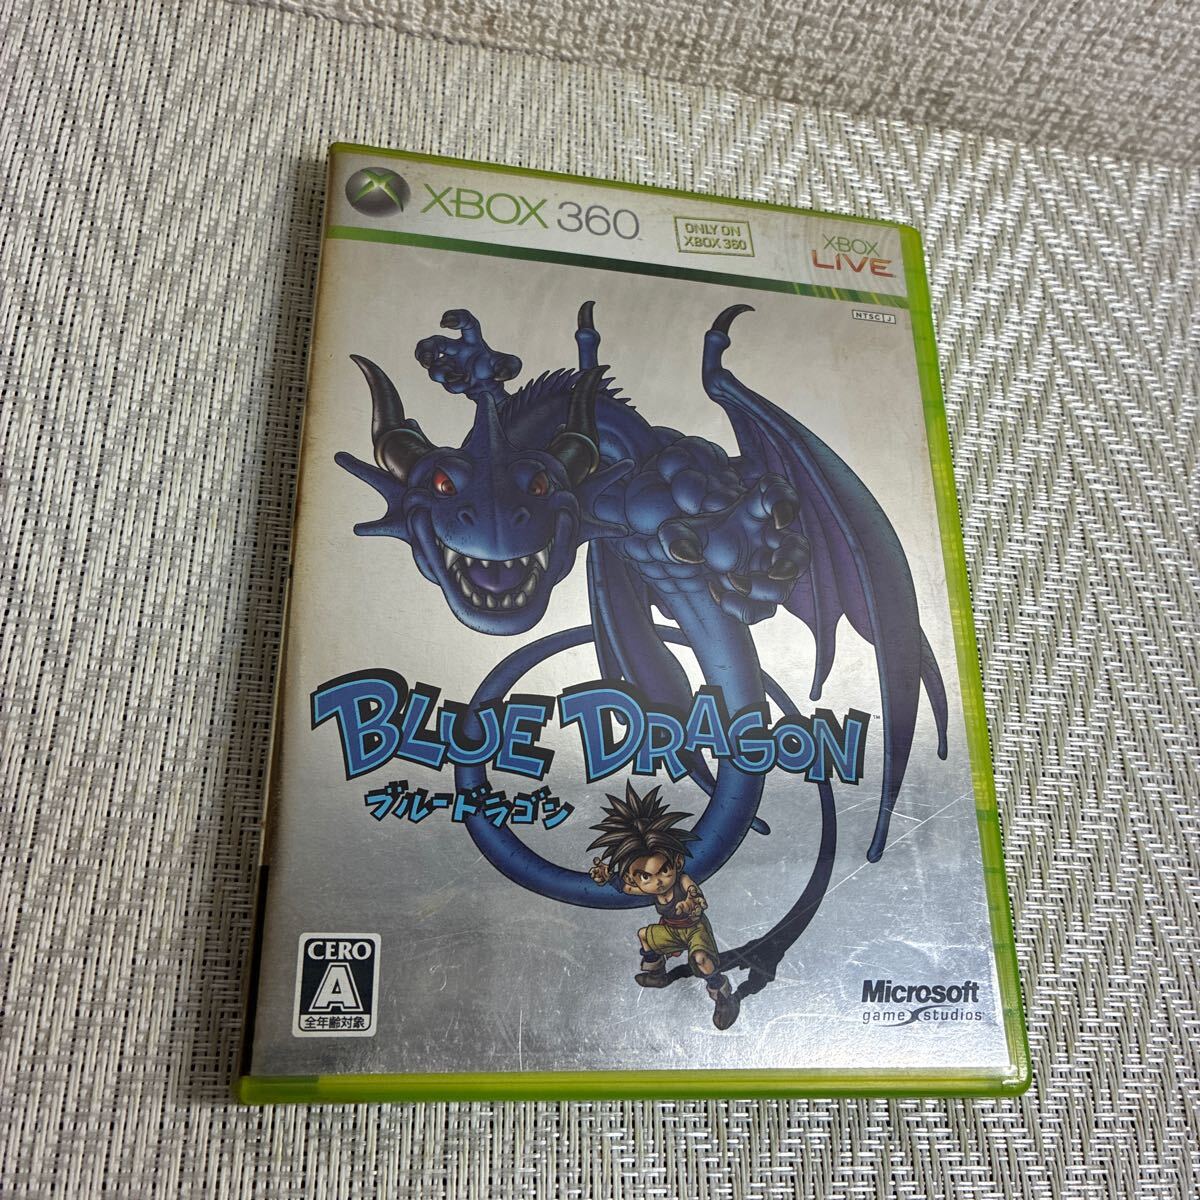 XBOX 360
ONLY ON
XBOX 360
XBOX
LIVE
NTSC J
BLUE DRAGON™
ブルードラゴン
CERO
A
全年齢対象
Microsoft
game studios